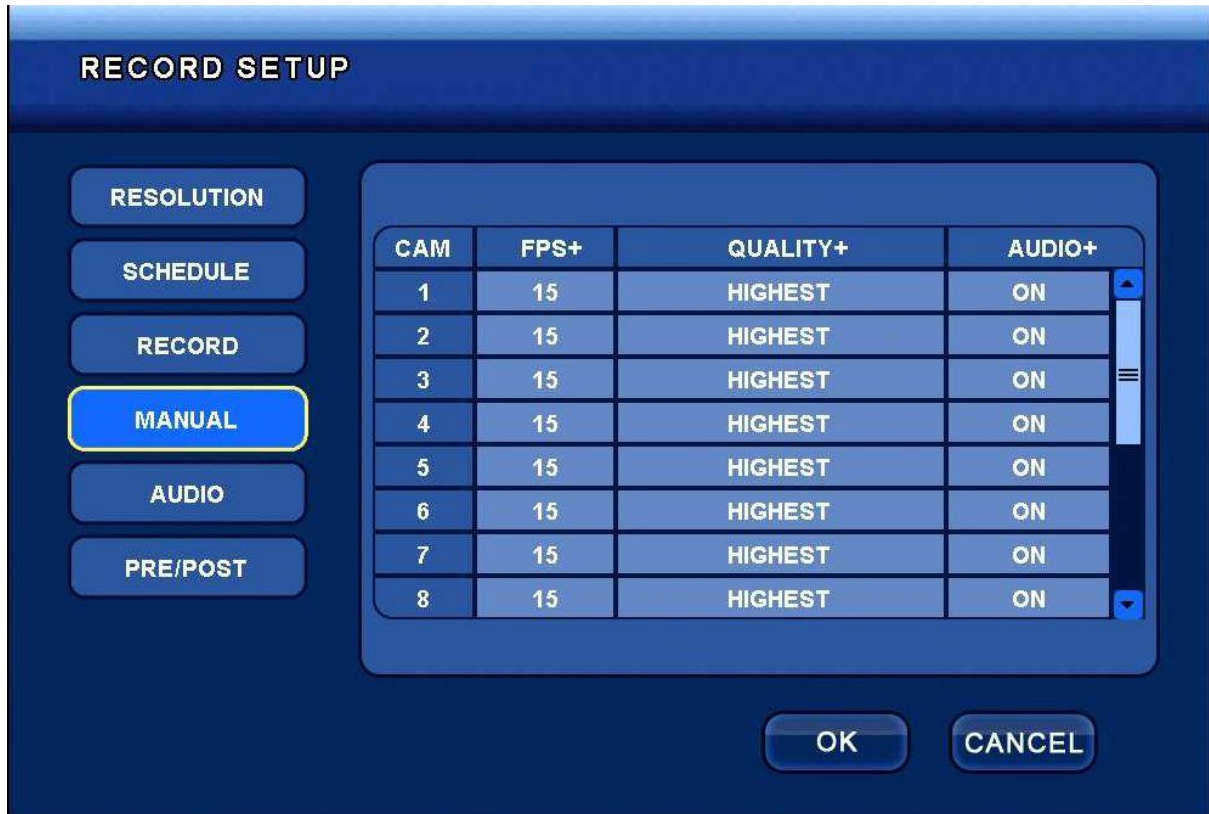 RECORD SETUP
RESOLUTION
SCHEDULE
RECORD
MANUAL
AUDIO
PRE/POST
CAM FPS+ QUALITY+ AUDIO+
1 15 HIGHEST ON
2 15 HIGHEST ON
3 15 HIGHEST ON
4 15 HIGHEST ON
5 15 HIGHEST ON
6 15 HIGHEST ON
7 15 HIGHEST ON
8 15 HIGHEST ON
OK CANCEL